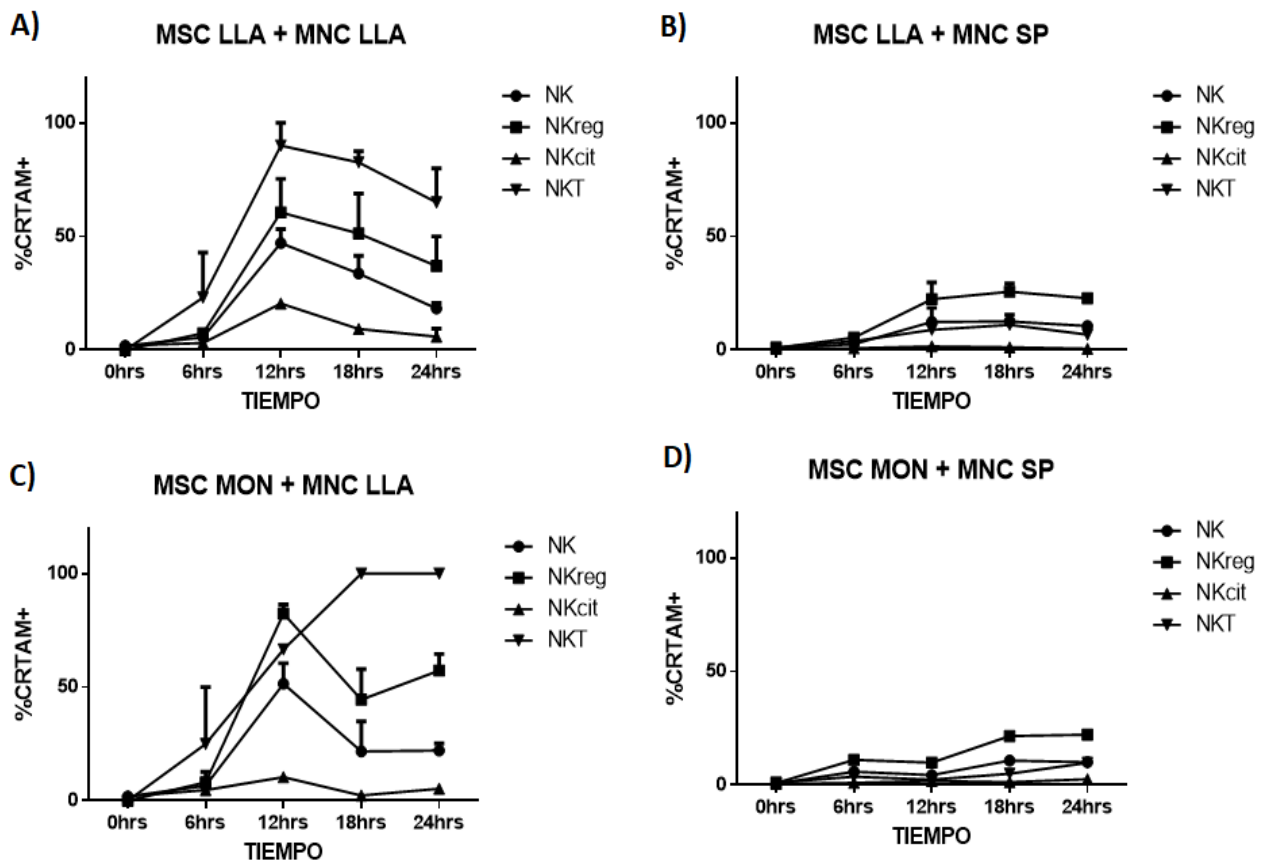 A)
MSC LLA + MNC LLA
%CRTAM+
100
50
0
0hrs 6hrs 12hrs 18hrs 24hrs
TIEMPO
NK
NKreg
NKcit
NKT
B)
MSC LLA + MNC SP
%CRTAM+
100
50
0
0hrs 6hrs 12hrs 18hrs 24hrs
TIEMPO
NK
NKreg
NKcit
NKT
C)
MSC MON + MNC LLA
%CRTAM+
100
50
0
0hrs 6hrs 12hrs 18hrs 24hrs
TIEMPO
NK
NKreg
NKcit
NKT
D)
MSC MON + MNC SP
%CRTAM+
100
50
0
0hrs 6hrs 12hrs 18hrs 24hrs
TIEMPO
NK
NKreg
NKcit
NKT